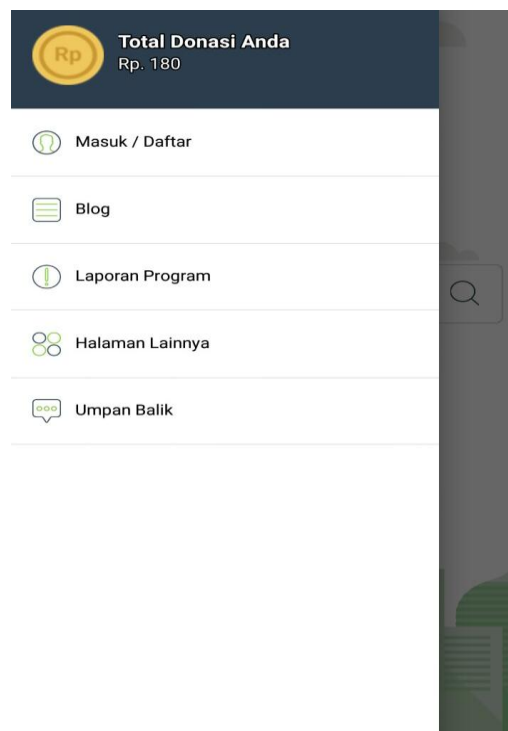 Rp
Total Donasi Anda
Rp. 180
Masuk / Daftar
Blog
Laporan Program
Halaman Lainnya
Umpan Balik